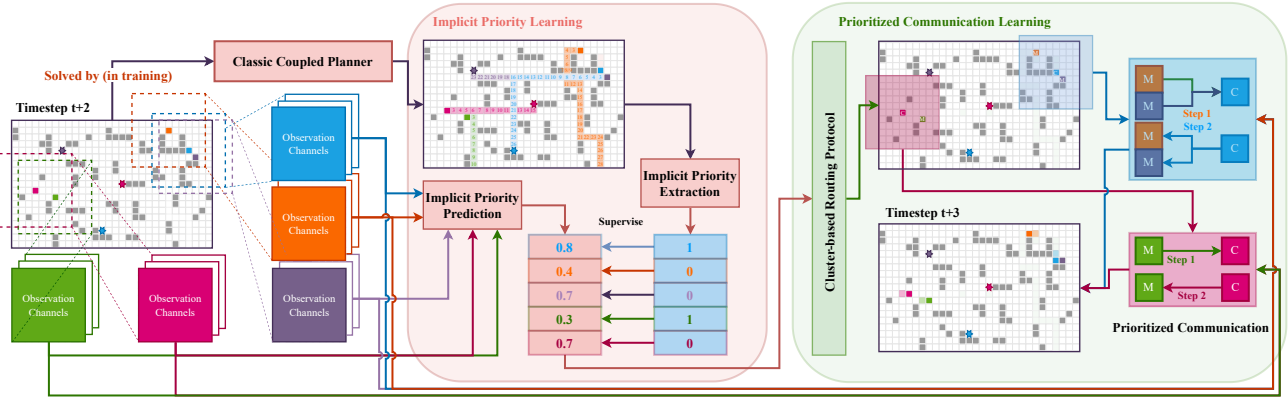 Implicit Priority Learning
Prioritized Communication Learning
Solved by (in training)
Classic Coupled Planner
Timestep t+2
Observation
Channels
Observation
Channels
Observation
Channels
Observation
Channels
Observation
Channels
Implicit Priority
Prediction
Implicit Priority
Extraction
Supervise
0.8
1
0.4
0
0.7
0
0.3
1
0.7
0
Cluster-based Routing Protocol
C
M
M
C
M
Step 1
Step 2
M
C
M
Timestep t+3
M
C
Step 1
M
C
Step 2
Prioritized Communication